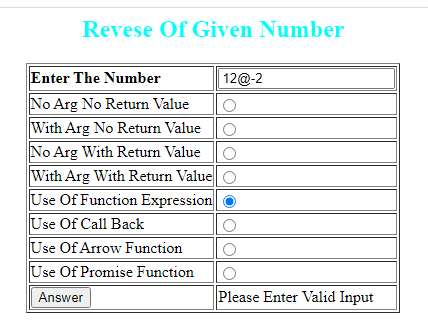 Revese Of Given Number
Enter The Number 12@-2
No Arg No Return Value
With Arg No Return Value
No Arg With Return Value
With Arg With Return Value
Use Of Function Expression
Use Of Call Back
Use Of Arrow Function
Use Of Promise Function
Answer Please Enter Valid Input